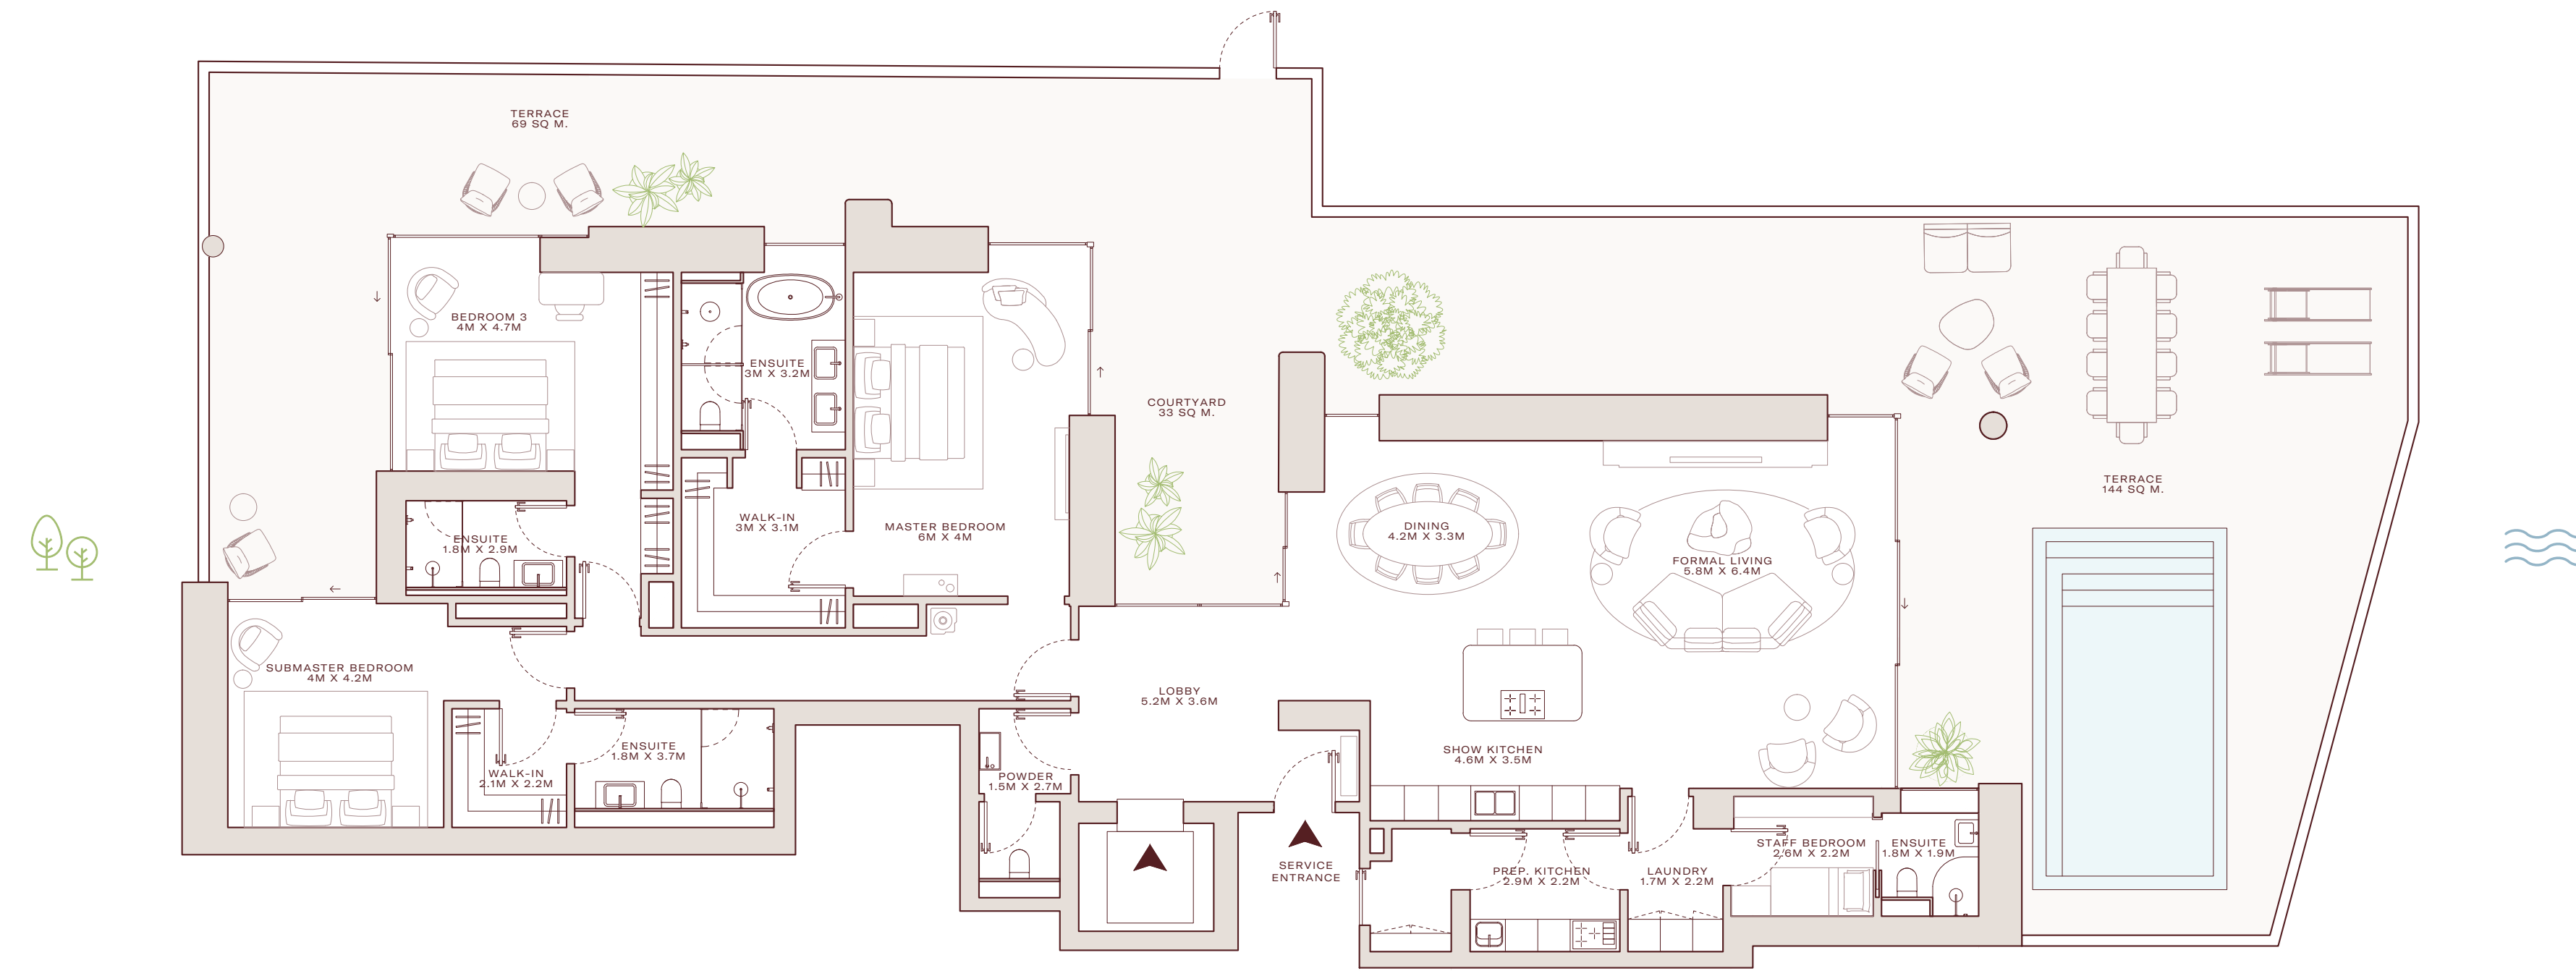 TERRACE
69 SQ M.
BEDROOM 3
4M X 4.7M
ENSUITE
3M X 3.2M
COURTYARD
33 SQ M.
TERRACE
144 SQ M.
WALK-IN
3M X 3.1M
MASTER BEDROOM
6M X 4M
DINING
4.2M X 3.3M
ENSUITE
1.8M X 2.9M
FORMAL LIVING
5.8M X 6.4M
SUBMASTER BEDROOM
4M X 4.2M
LOBBY
5.2M X 3.6M
ENSUITE
1.8M X 3.7M
SHOW KITCHEN
4.6M X 3.5M
WALK-IN
2.1M X 2.2M
POWDER
1.5M X 2.7M
SERVICE
ENTRANCE
PREP. KITCHEN
2.9M X 2.2M
LAUNDRY
1.7M X 2.2M
STAFF BEDROOM
2.6M X 2.2M
ENSUITE
1.8M X 1.9M